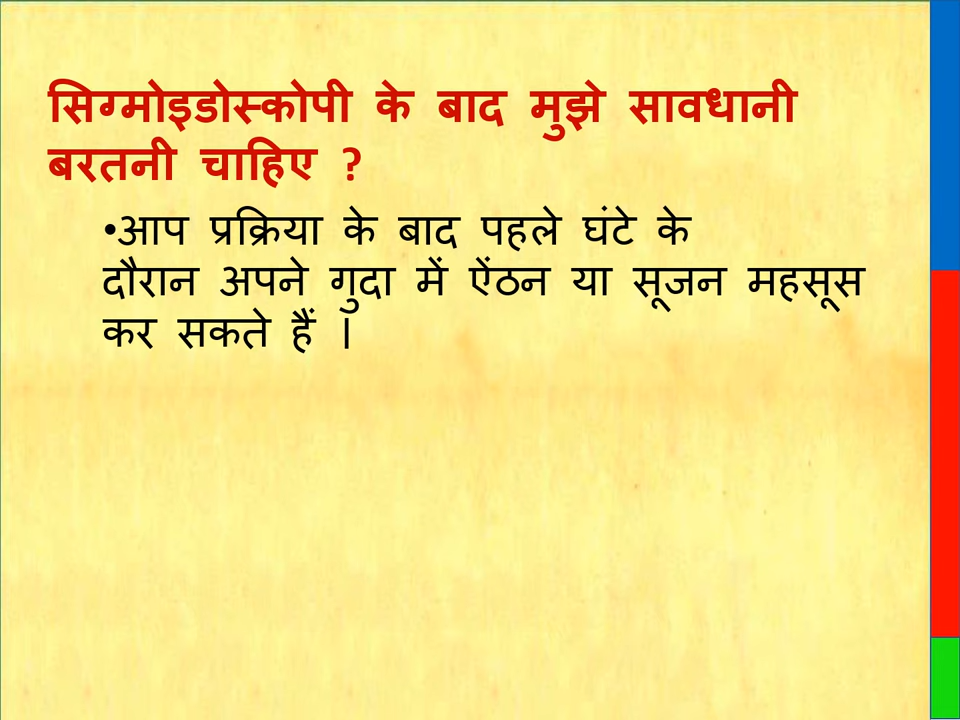 सिग्मोइडोस्कोपी के बाद मुझे सावधानी
बरतनी चाहिए ?
•आप प्रक्रिया के बाद पहले घंटे के
दौरान अपने गुदा में ऐंठन या सूजन महसूस
कर सकते हैं |